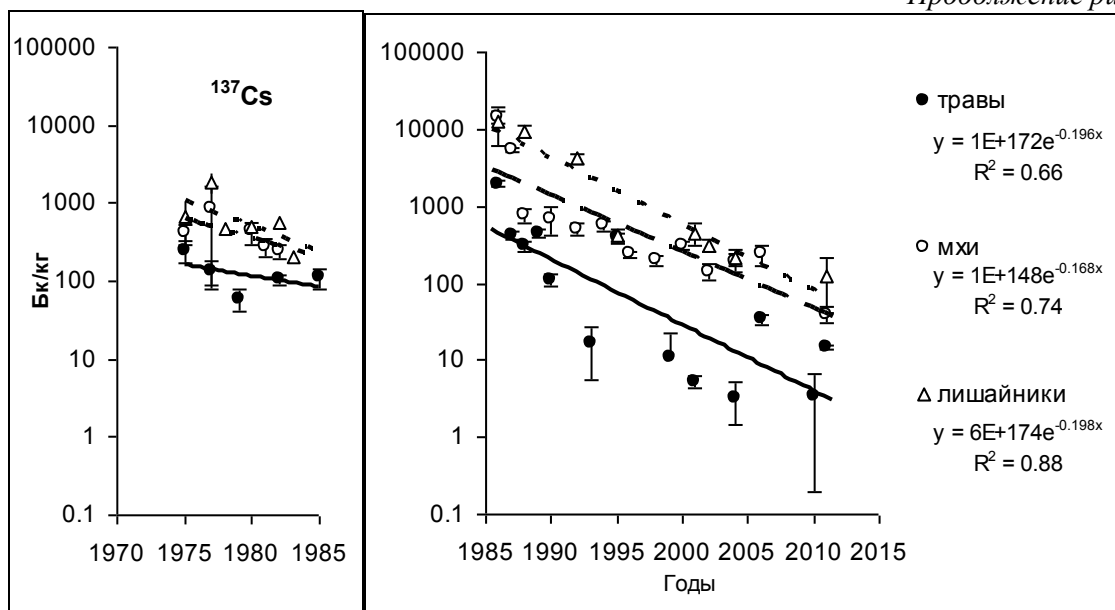 Продолжение ри
100000
10000
1000
100
10
1
0.1
Бк/кг
137Cs
1970 1975 1980 1985
100000
10000
1000
100
10
1
0.1
1985 1990 1995 2000 2005 2010 2015
Годы
травы
y = 1E+172e-0.196x
R2 = 0.66
мхи
y = 1E+148e-0.168x
R2 = 0.74
лишайники
y = 6E+174e-0.198x
R2 = 0.88